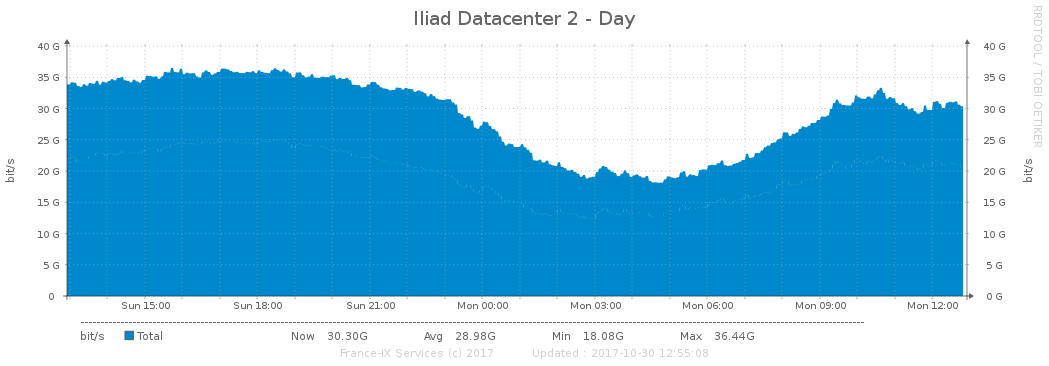 Iliad Datacenter 2 - Day
RRDTOOL / TOBI OETIKER
40 G 40 G
35 G 35 G
30 G 30 G
25 G 25 G
20 G 20 G
15 G 15 G
10 G 10 G
5 G 5 G
0 0 G
bit/s bit/s
Sun 15:00 Sun 18:00 Sun 21:00 Mon 00:00 Mon 03:00 Mon 06:00 Mon 09:00 Mon 12:00
bit/s Total Now 30.30G Avg 28.98G Min 18.08G Max 36.44G
France-IX Services (c) 2017 Updated : 2017-10-30 12:55:08